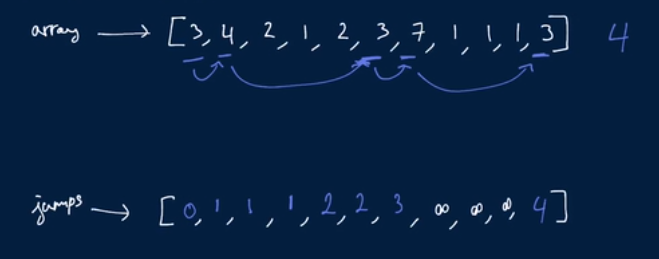 array → [3, 4, 2, 1, 2, 3, 7, 1, 1, 1, 3] 4
jumps → [0, 1, 1, 1, 2, 2, 3, ∞, ∞, ∞, 4]